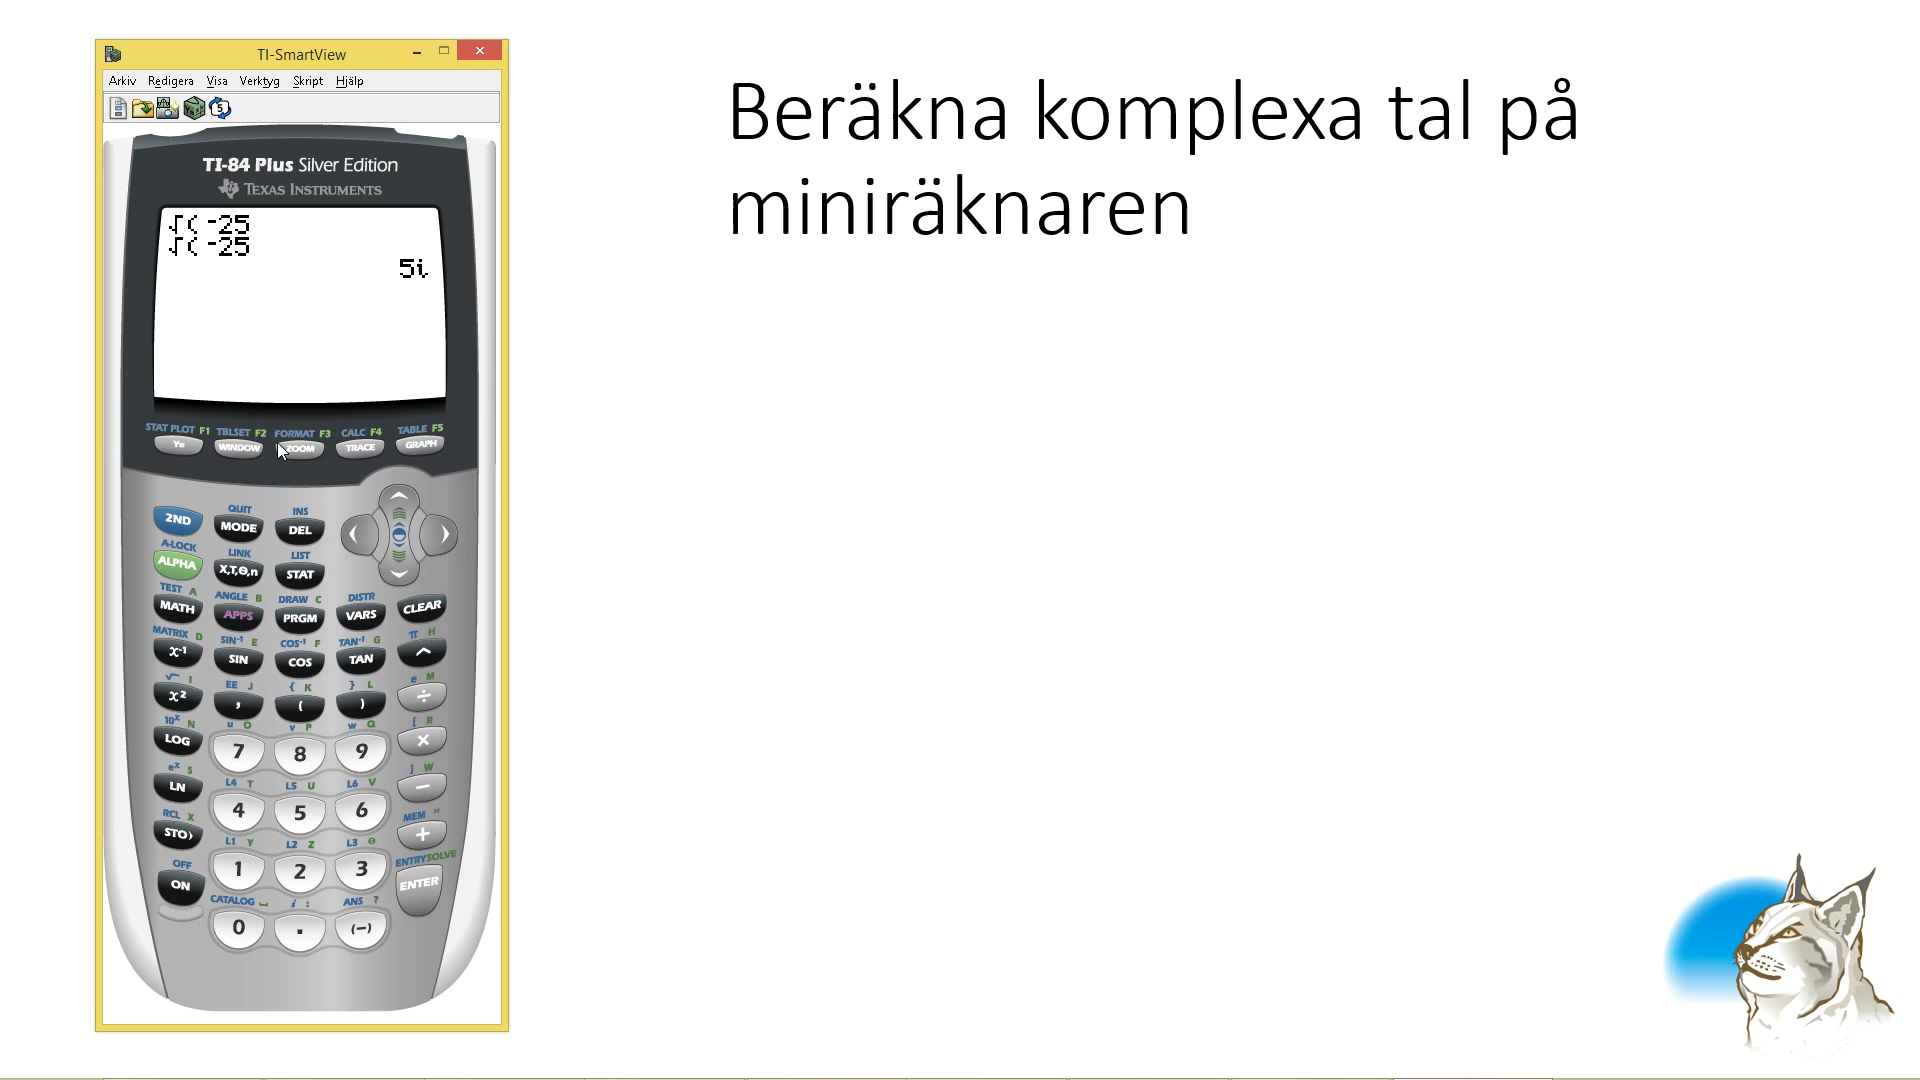 TI-SmartView
Arkiv Redigera Visa Verktyg Skript Hjälp
5
Beräkna komplexa tal på
miniräknaren
TI-84 Plus Silver Edition
TEXAS INSTRUMENTS
√(-25
√(-25
5i
STAT PLOT F1 TBLSET F2 FORMAT F3 CALC F4 TABLE F5
Y= WINDOW ZOOM TRACE GRAPH
QUIT INS
2ND MODE DEL
A-LOCK LINK LIST
ALPHA X,T,Θ,n STAT
TEST A ANGLE B DRAW C DISTR
MATH APPS PRGM VARS CLEAR
MATRIX D SIN⁻¹ E COS⁻¹ F TAN⁻¹ G π H
x⁻¹ SIN COS TAN ^
√ I EE J { K } L e M
x² , ( ) ÷
10ˣ N u O v P w Q [ R
LOG 7 8 9 ×
eˣ S L4 T L5 U L6 V ] W
LN 4 5 6 −
RCL X L1 Y L2 Z L3 Θ MEM "
STO› 1 2 3 +
OFF CATALOG ⎵ i : ANS ? ENTRY SOLVE
ON 0 . (−) ENTER